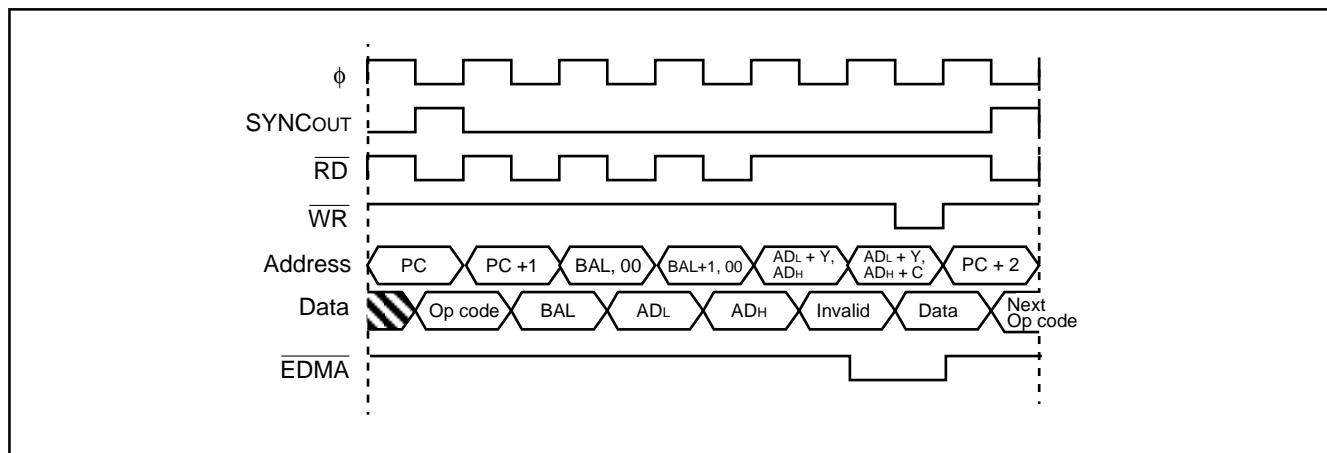 ϕ
SYNCOUT
RD
WR
Address PC PC +1 BAL, 00 BAL+1, 00 ADL + Y, ADH ADL + Y, ADH + C PC + 2
Data Op code BAL ADL ADH Invalid Data Next Op code
EDMA